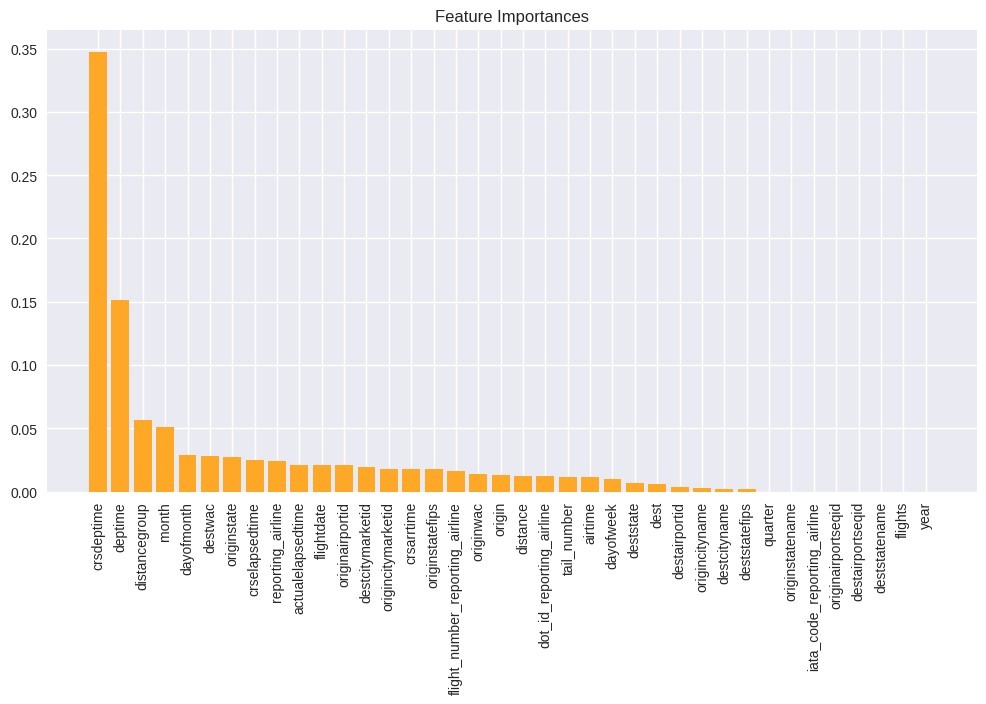 Feature Importances
0.35
0.30
0.25
0.20
0.15
0.10
0.05
0.00
crsdeptime
deptime
distancegroup
month
dayofmonth
destwac
originstate
crselapsedtime
reporting_airline
actualelapsedtime
flightdate
originairportid
destcitymarketid
origincitymarketid
crsarrtime
originstatefips
flight_number_reporting_airline
originwac
origin
distance
dot_id_reporting_airline
tail_number
airtime
dayofweek
deststate
dest
destairportid
origincityname
destcityname
deststatefips
quarter
originstatename
iata_code_reporting_airline
originairportseqid
destairportseqid
deststatename
flights
year